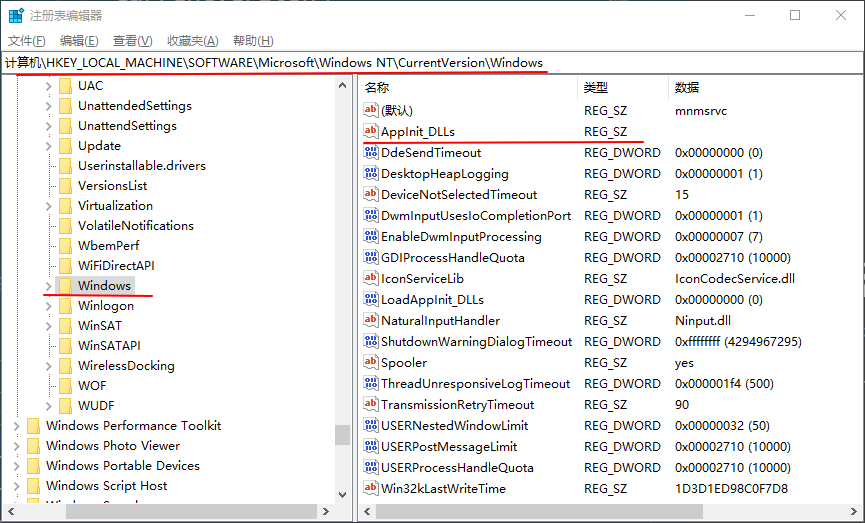 注册表编辑器
文件(F) 编辑(E) 查看(V) 收藏夹(A) 帮助(H)
计算机\HKEY_LOCAL_MACHINE\SOFTWARE\Microsoft\Windows NT\CurrentVersion\Windows
UAC
UnattendedSettings
UnattendSettings
Update
Userinstallable.drivers
VersionsList
Virtualization
VolatileNotifications
WbemPerf
WiFiDirectAPI
Windows
Winlogon
WinSAT
WinSATAPI
WirelessDocking
WOF
WUDF
Windows Performance Toolkit
Windows Photo Viewer
Windows Portable Devices
Windows Script Host
名称 类型 数据
(默认) REG_SZ mnmsrvc
AppInit_DLLs REG_SZ
DdeSendTimeout REG_DWORD 0x00000000 (0)
DesktopHeapLogging REG_DWORD 0x00000001 (1)
DeviceNotSelectedTimeout REG_SZ 15
DwmInputUsesIoCompletionPort REG_DWORD 0x00000001 (1)
EnableDwmInputProcessing REG_DWORD 0x00000007 (7)
GDIProcessHandleQuota REG_DWORD 0x00002710 (10000)
IconServiceLib REG_SZ IconCodecService.dll
LoadAppInit_DLLs REG_DWORD 0x00000000 (0)
NaturalInputHandler REG_SZ Ninput.dll
ShutdownWarningDialogTimeout REG_DWORD 0xffffffff (4294967295)
Spooler REG_SZ yes
ThreadUnresponsiveLogTimeout REG_DWORD 0x000001f4 (500)
TransmissionRetryTimeout REG_SZ 90
USERNestedWindowLimit REG_DWORD 0x00000032 (50)
USERPostMessageLimit REG_DWORD 0x00002710 (10000)
USERProcessHandleQuota REG_DWORD 0x00002710 (10000)
Win32kLastWriteTime REG_SZ 1D3D1ED98C0F7D8